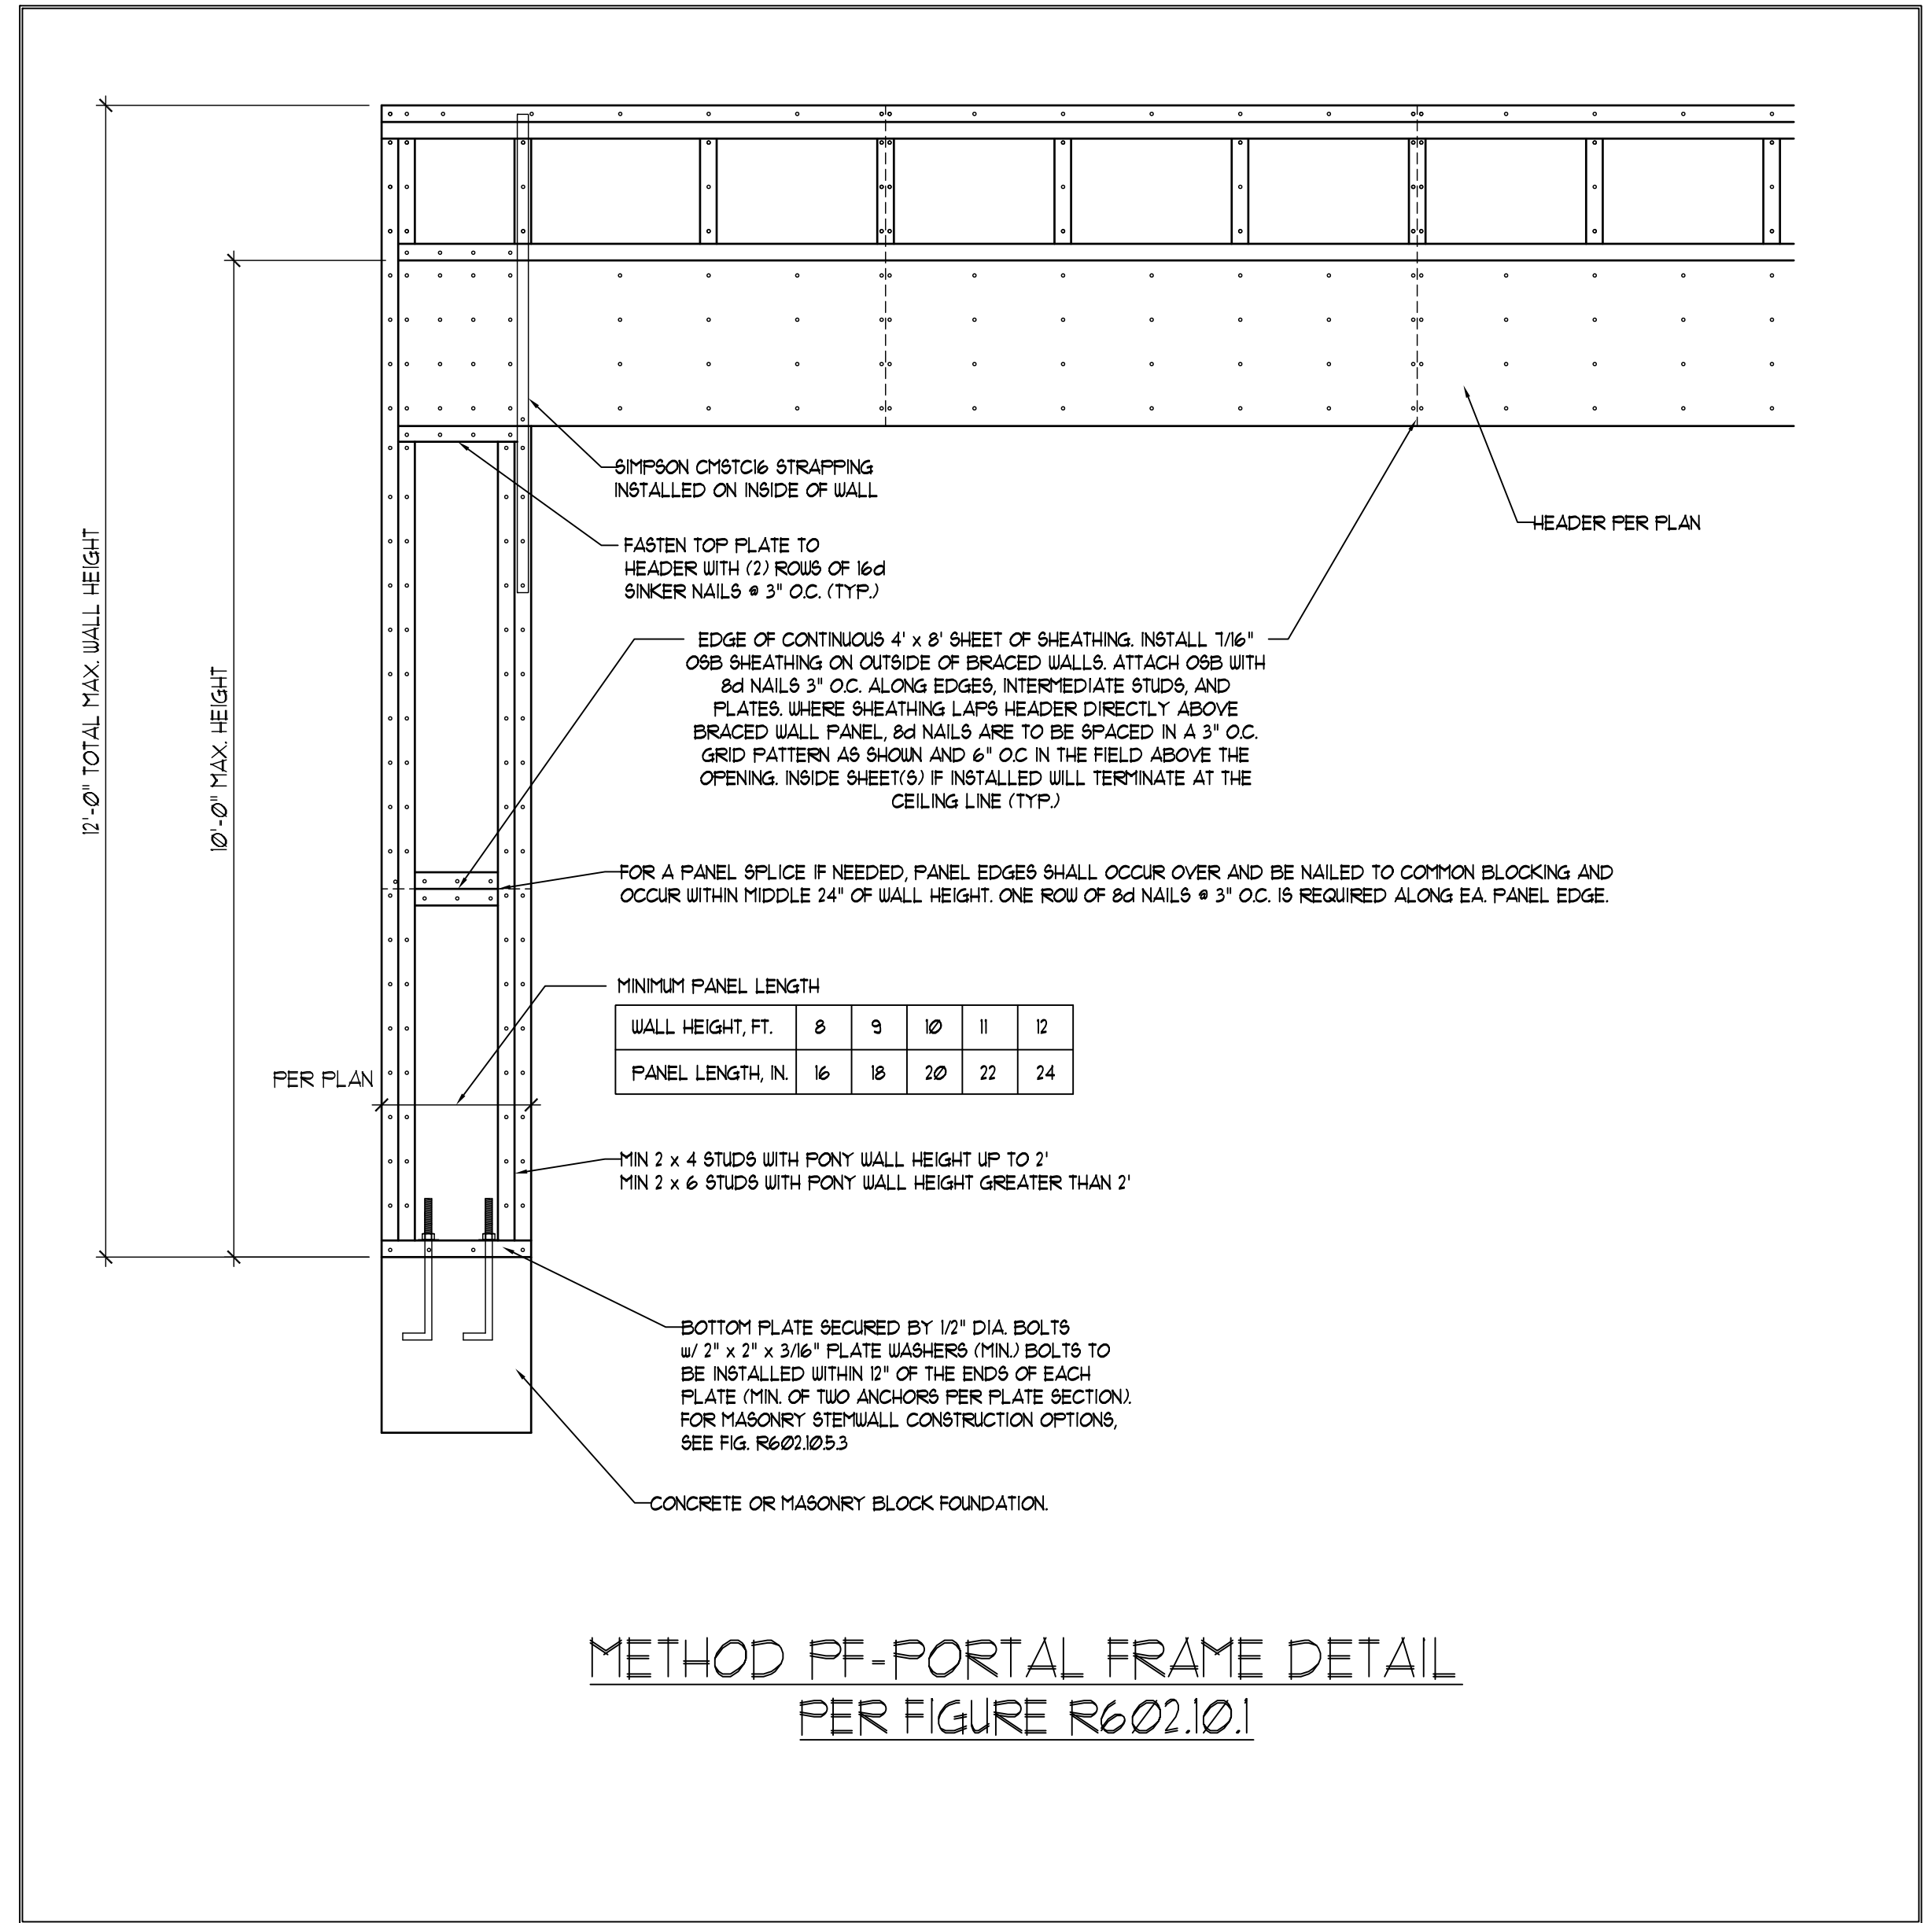 12'-0" TOTAL MAX. WALL HEIGHT
10'-0" MAX. HEIGHT
SIMPSON CMSTC16 STRAPPING
INSTALLED ON INSIDE OF WALL
HEADER PER PLAN
FASTEN TOP PLATE TO
HEADER WITH (2) ROWS OF 16d
SINKER NAILS @ 3" O.C. (TYP.)
EDGE OF CONTINUOUS 4' x 8' SHEET OF SHEATHING. INSTALL 7/16"
OSB SHEATHING ON OUTSIDE OF BRACED WALLS. ATTACH OSB WITH
8d NAILS 3" O.C. ALONG EDGES, INTERMEDIATE STUDS, AND
PLATES. WHERE SHEATHING LAPS HEADER DIRECTLY ABOVE
BRACED WALL PANEL, 8d NAILS ARE TO BE SPACED IN A 3" O.C.
GRID PATTERN AS SHOWN AND 6" O.C IN THE FIELD ABOVE THE
OPENING. INSIDE SHEET(S) IF INSTALLED WILL TERMINATE AT THE
CEILING LINE (TYP.)
FOR A PANEL SPLICE IF NEEDED, PANEL EDGES SHALL OCCUR OVER AND BE NAILED TO COMMON BLOCKING AND
OCCUR WITHIN MIDDLE 24" OF WALL HEIGHT. ONE ROW OF 8d NAILS @ 3" O.C. IS REQUIRED ALONG EA. PANEL EDGE.
MINIMUM PANEL LENGTH
WALL HEIGHT, FT. 8 9 10 11 12
PANEL LENGTH, IN. 16 18 20 22 24
PER PLAN
MIN 2 x 4 STUDS WITH PONY WALL HEIGHT UP TO 2'
MIN 2 x 6 STUDS WITH PONY WALL HEIGHT GREATER THAN 2'
BOTTOM PLATE SECURED BY 1/2" DIA. BOLTS
w/ 2" x 2" x 3/16" PLATE WASHERS (MIN.) BOLTS TO
BE INSTALLED WITHIN 12" OF THE ENDS OF EACH
PLATE (MIN. OF TWO ANCHORS PER PLATE SECTION).
FOR MASONRY STEMWALL CONSTRUCTION OPTIONS,
SEE FIG. R602.10.5.3
CONCRETE OR MASONRY BLOCK FOUNDATION.
METHOD PF-PORTAL FRAME DETAIL
PER FIGURE R602.10.1